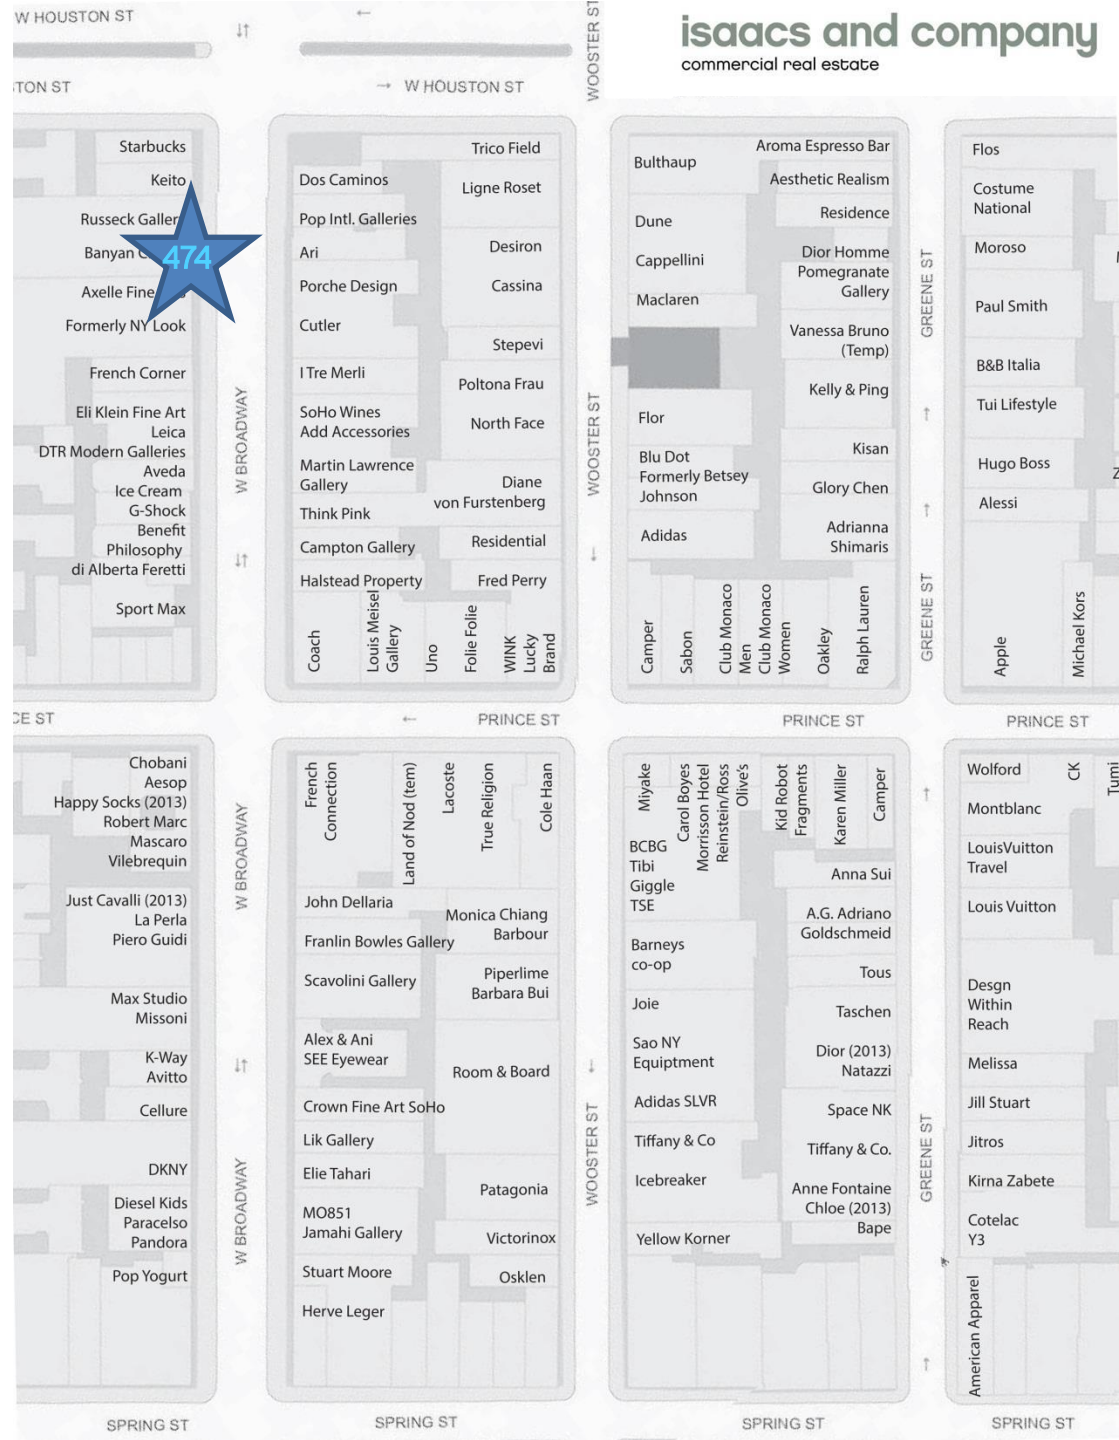 W HOUSTON ST
WOOSTER ST
isaacs and company
commercial real estate
TON ST
W HOUSTON ST
Starbucks
Keito
Russeck Galler
Banyan
474
Axelle Fine
Formerly NY Look
French Corner
Eli Klein Fine Art
Leica
DTR Modern Galleries
Aveda
Ice Cream
G-Shock
Benefit
Philosophy
di Alberta Feretti
Sport Max
W BROADWAY
Dos Caminos
Pop Intl. Galleries
Ari
Porche Design
Cutler
I Tre Merli
SoHo Wines
Add Accessories
Martin Lawrence
Gallery
Think Pink
Campton Gallery
Halstead Property
Trico Field
Ligne Roset
Desiron
Cassina
Stepevi
Poltona Frau
North Face
Diane
von Furstenberg
Residential
Fred Perry
Coach
Louis Meisel
Gallery
Uno
Folie Folie
WINK
Lucky
Brand
WOOSTER ST
Bulthaup
Dune
Cappellini
Maclaren
Flor
Blu Dot
Formerly Betsey
Johnson
Adidas
Aroma Espresso Bar
Aesthetic Realism
Residence
Dior Homme
Pomegranate
Gallery
Vanessa Bruno
(Temp)
Kelly & Ping
Kisan
Glory Chen
Adrianna
Shimaris
Camper
Sabon
Club Monaco
Men
Club Monaco
Women
Oakley
Ralph Lauren
GREENE ST
GREENE ST
Flos
Costume
National
Moroso
Paul Smith
B&B Italia
Tui Lifestyle
Hugo Boss
Alessi
Apple
Michael Kors
CE ST
PRINCE ST
PRINCE ST
PRINCE ST
Chobani
Aesop
Happy Socks (2013)
Robert Marc
Mascaro
Vilebrequin
Just Cavalli (2013)
La Perla
Piero Guidi
Max Studio
Missoni
K-Way
Avitto
Cellure
DKNY
Diesel Kids
Paracelso
Pandora
Pop Yogurt
W BROADWAY
W BROADWAY
French
Connection
Land of Nod (tem)
Lacoste
True Religion
Cole Haan
John Dellaria
Franlin Bowles Gallery
Scavolini Gallery
Alex & Ani
SEE Eyewear
Crown Fine Art SoHo
Lik Gallery
Elie Tahari
MO851
Jamahi Gallery
Stuart Moore
Herve Leger
Monica Chiang
Barbour
Piperlime
Barbara Bui
Room & Board
Patagonia
Victorinox
Osklen
WOOSTER ST
Miyake
Carol Boyes
Morrisson Hotel
Reinstein/Ross
Olive's
Kid Robot
Fragments
Karen Miller
Camper
BCBG
Tibi
Giggle
TSE
Barneys
co-op
Joie
Sao NY
Equiptment
Adidas SLVR
Tiffany & Co
Icebreaker
Yellow Korner
Anna Sui
A.G. Adriano
Goldschmeid
Tous
Taschen
Dior (2013)
Natazzi
Space NK
Tiffany & Co.
Anne Fontaine
Chloe (2013)
Bape
GREENE ST
Wolford
CK
Tumi
Montblanc
LouisVuitton
Travel
Louis Vuitton
Desgn
Within
Reach
Melissa
Jill Stuart
Jitros
Kirna Zabete
Cotelac
Y3
American Apparel
SPRING ST
SPRING ST
SPRING ST
SPRING ST